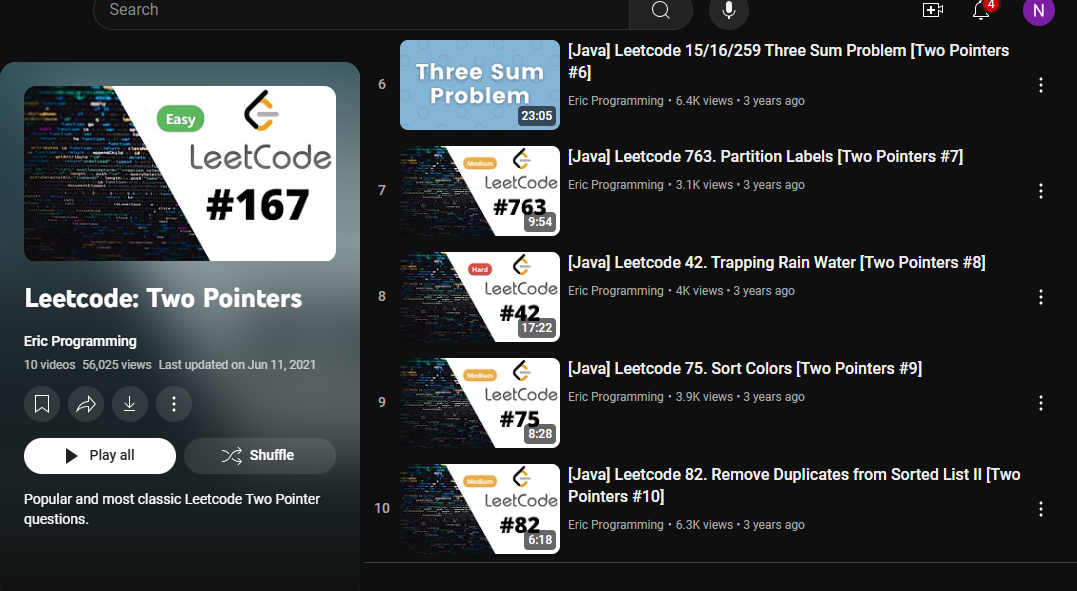 Search
4
N
Easy
LeetCode
#167
Leetcode: Two Pointers
Eric Programming
10 videos 56,025 views Last updated on Jun 11, 2021
Play all
Shuffle
Popular and most classic Leetcode Two Pointer
questions.
6
Three Sum
Problem
23:05
[Java] Leetcode 15/16/259 Three Sum Problem [Two Pointers
#6]
Eric Programming • 6.4K views • 3 years ago
7
Medium
LeetCode
#763
9:54
[Java] Leetcode 763. Partition Labels [Two Pointers #7]
Eric Programming • 3.1K views • 3 years ago
8
Hard
LeetCode
#42
17:22
[Java] Leetcode 42. Trapping Rain Water [Two Pointers #8]
Eric Programming • 4K views • 3 years ago
9
Medium
LeetCode
#75
8:28
[Java] Leetcode 75. Sort Colors [Two Pointers #9]
Eric Programming • 3.9K views • 3 years ago
10
Medium
LeetCode
#82
6:18
[Java] Leetcode 82. Remove Duplicates from Sorted List II [Two
Pointers #10]
Eric Programming • 6.3K views • 3 years ago